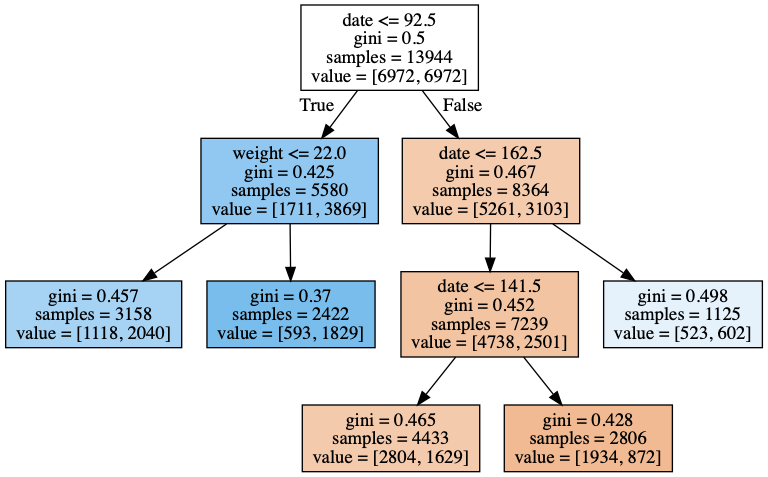 date <= 92.5
gini = 0.5
samples = 13944
value = [6972, 6972]
True
False
weight <= 22.0
gini = 0.425
samples = 5580
value = [1711, 3869]
date <= 162.5
gini = 0.467
samples = 8364
value = [5261, 3103]
gini = 0.457
samples = 3158
value = [1118, 2040]
gini = 0.37
samples = 2422
value = [593, 1829]
date <= 141.5
gini = 0.452
samples = 7239
value = [4738, 2501]
gini = 0.498
samples = 1125
value = [523, 602]
gini = 0.465
samples = 4433
value = [2804, 1629]
gini = 0.428
samples = 2806
value = [1934, 872]